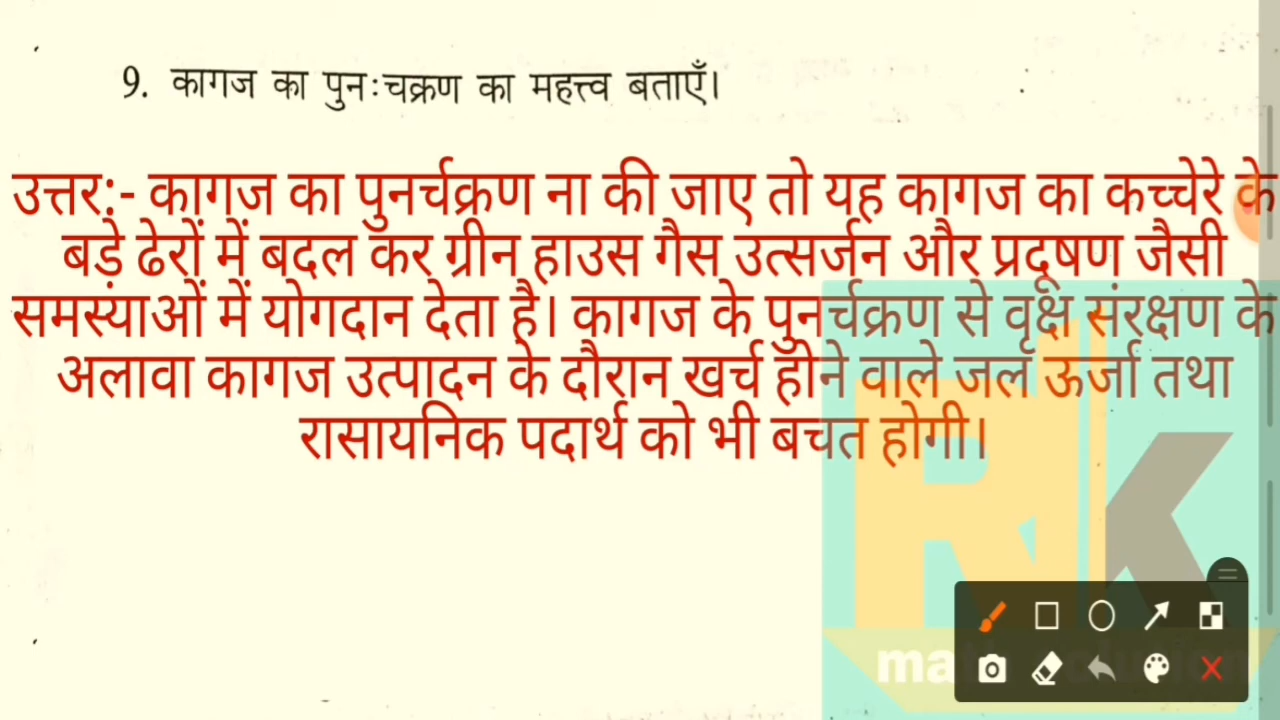 9. कागज का पुनःचक्रण का महत्त्व बताएँ।
उत्तर:- कागज का पुनर्चक्रण ना की जाए तो यह कागज का कच्चेरे के
बड़े ढेरों में बदल कर ग्रीन हाउस गैस उत्सर्जन और प्रदूषण जैसी
समस्याओं में योगदान देता है। कागज के पुनर्चक्रण से वृक्ष संरक्षण के
अलावा कागज उत्पादन के दौरान खर्च होने वाले जल ऊर्जा तथा
रासायनिक पदार्थ को भी बचत होगी।
RK